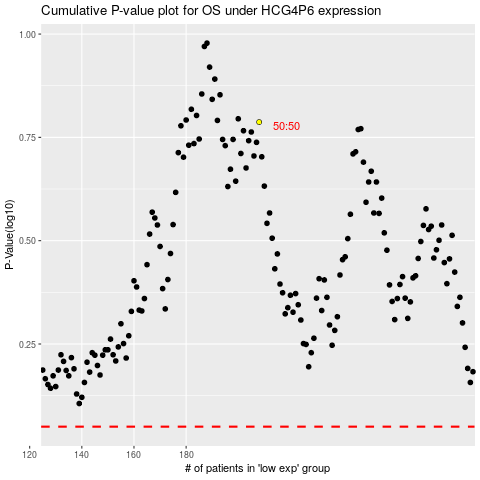 Cumulative P-value plot for OS under HCG4P6 expression
P-Value(log10)
1.00
0.75
0.50
0.25
50:50
120 140 160 180
# of patients in 'low exp' group